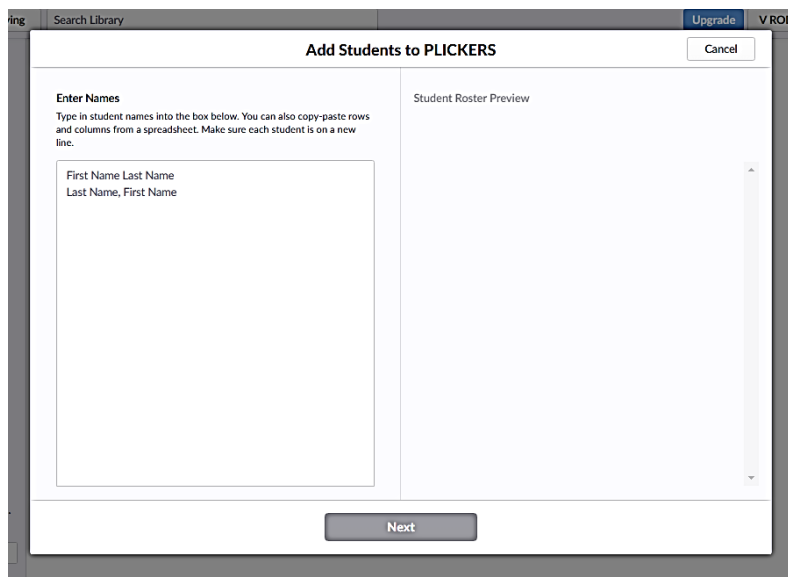 Search Library
Upgrade
Add Students to PLICKERS
Cancel
Enter Names
Type in student names into the box below. You can also copy-paste rows
and columns from a spreadsheet. Make sure each student is on a new
line.
First Name Last Name
Last Name, First Name
Student Roster Preview
Next